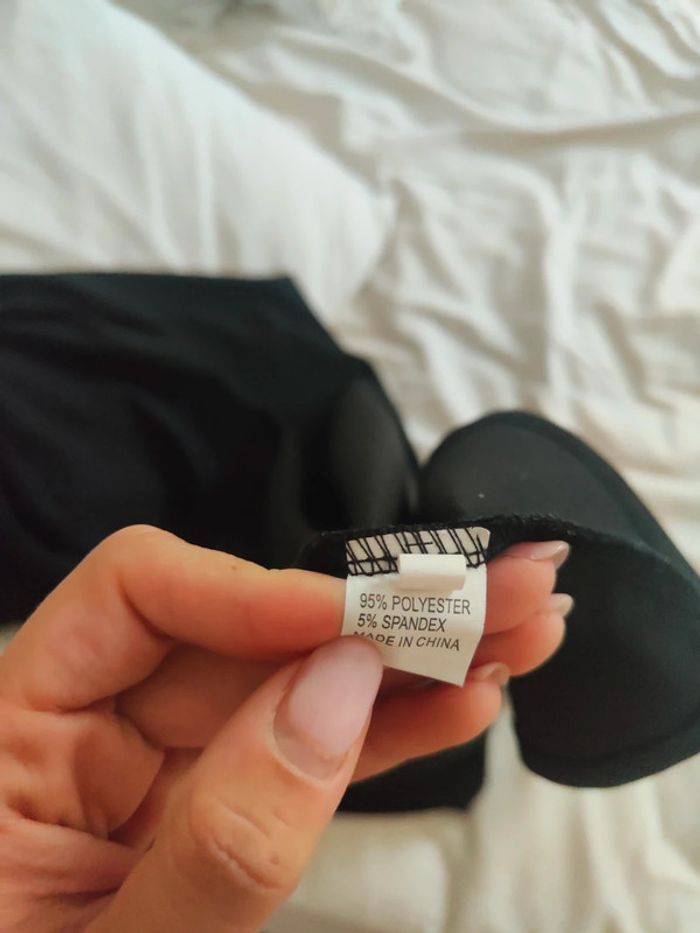 95% POLYESTER
5% SPANDEX
MADE IN CHINA